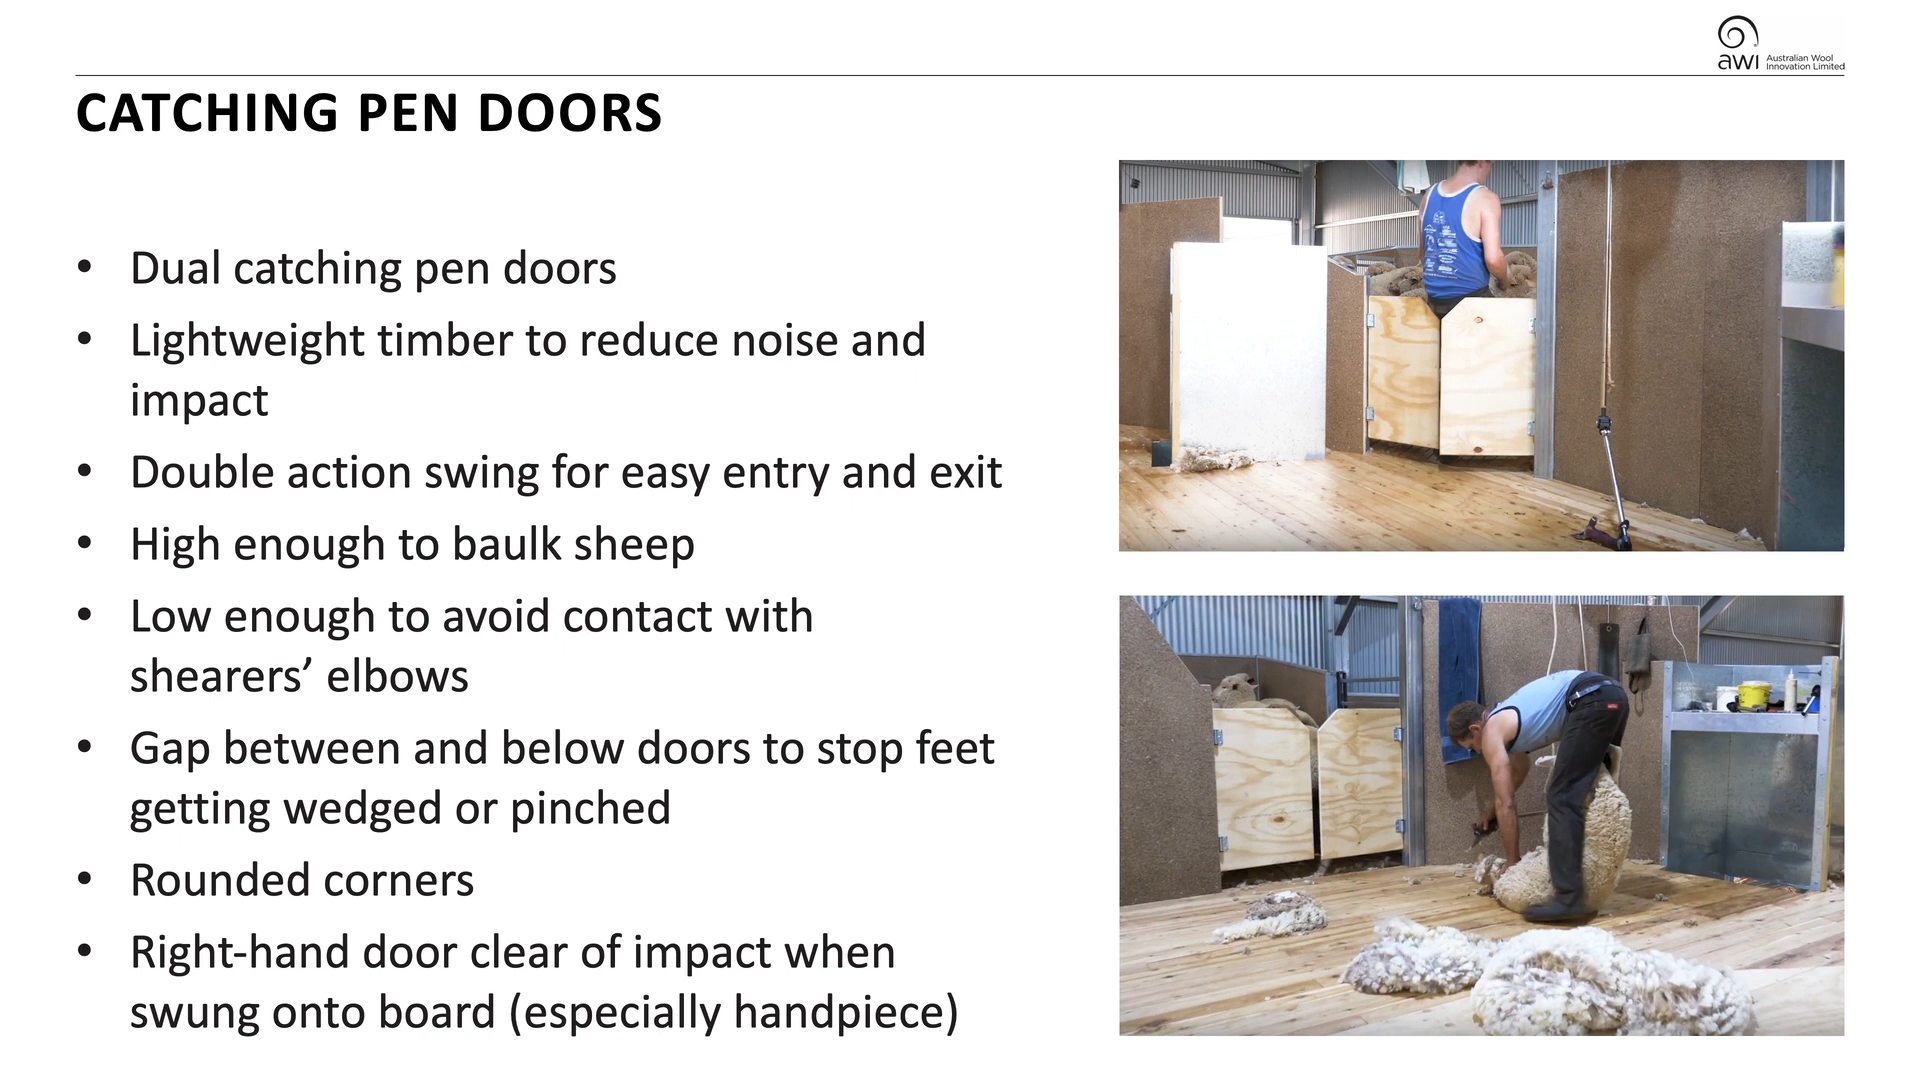 awi Australian Wool
Innovation Limited
CATCHING PEN DOORS
• Dual catching pen doors
• Lightweight timber to reduce noise and
impact
• Double action swing for easy entry and exit
• High enough to baulk sheep
• Low enough to avoid contact with
shearers’ elbows
• Gap between and below doors to stop feet
getting wedged or pinched
• Rounded corners
• Right-hand door clear of impact when
swung onto board (especially handpiece)